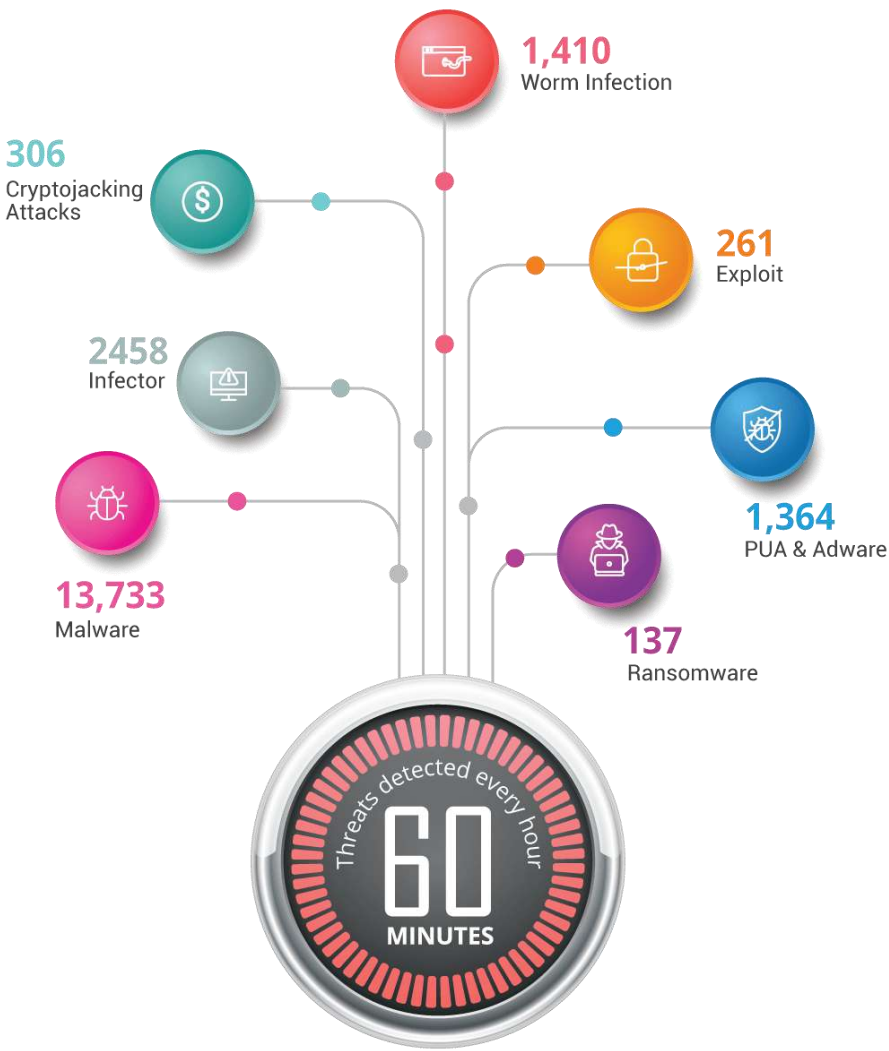 1,410
Worm Infection
306
Cryptojacking
Attacks
$
261
Exploit
2458
Infector
1,364
PUA & Adware
13,733
Malware
137
Ransomware
Threats detected every hour
60
MINUTES